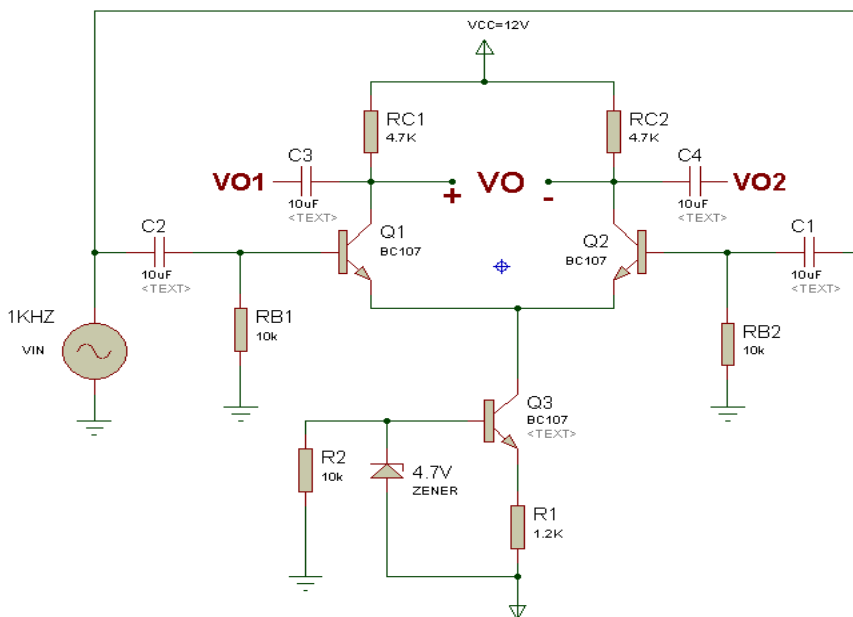 VCC=12V
RC1
4.7K
RC2
4.7K
C3
10uF
<TEXT>
VO1
+ VO -
C4
10uF
<TEXT>
VO2
C2
10uF
<TEXT>
Q1
BC107
Q2
BC107
C1
10uF
<TEXT>
1KHZ
VIN
RB1
10k
RB2
10k
Q3
BC107
<TEXT>
R2
10k
4.7V
ZENER
R1
1.2K